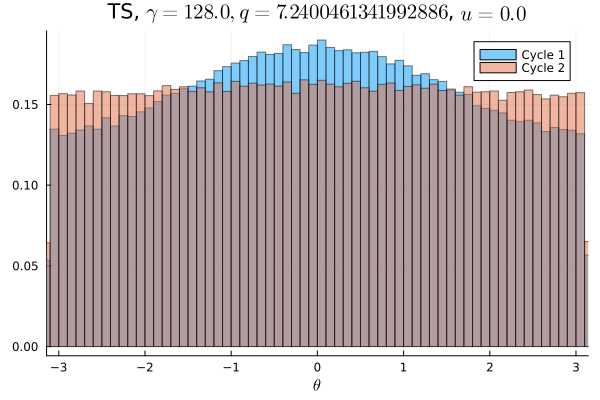 TS, γ = 128.0, q = 7.2400461341992886, u = 0.0
Cycle 1
Cycle 2
0.15
0.10
0.05
0.00
−3 −2 −1 0 1 2 3
θ